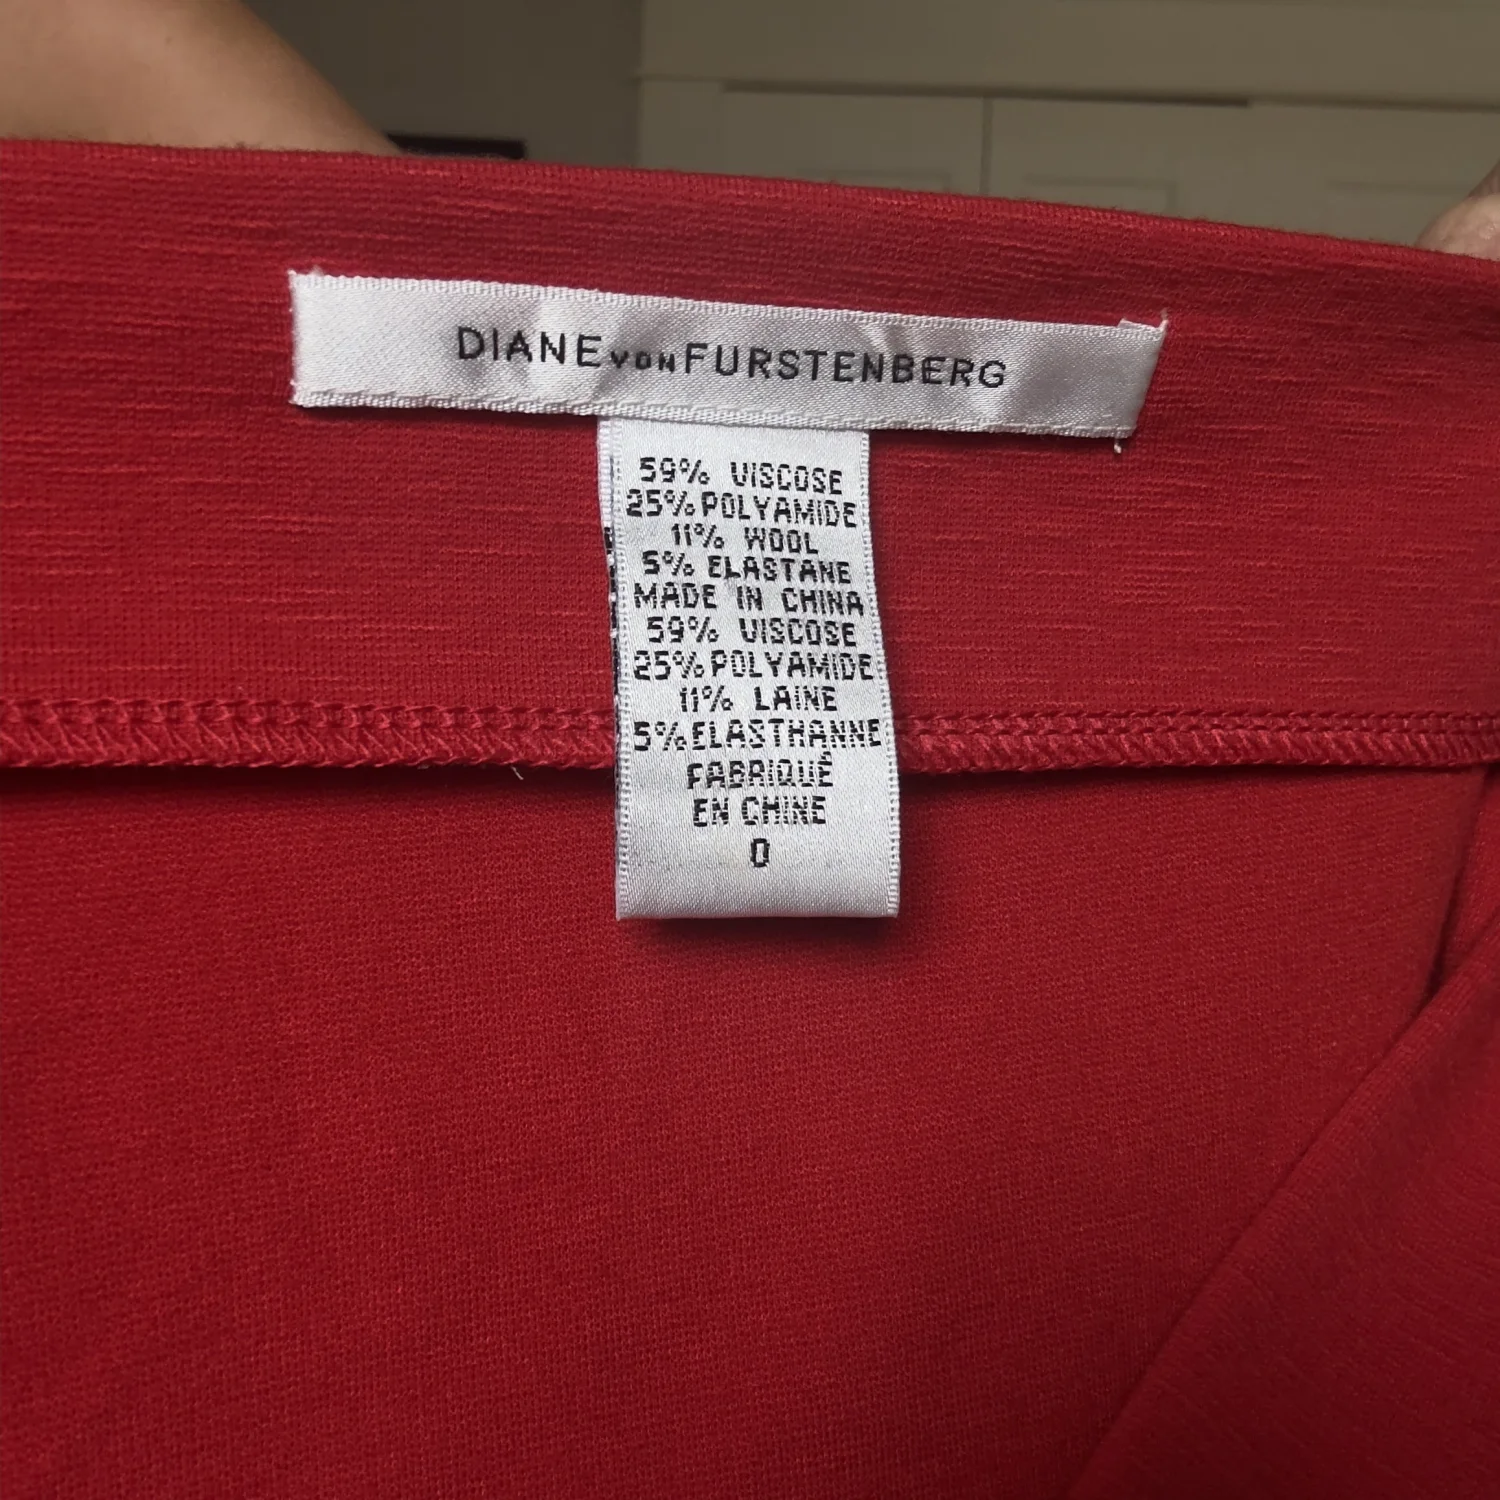 DIANE VON FURSTENBERG
59% VISCOSE
25% POLYAMIDE
11% WOOL
5% ELASTANE
MADE IN CHINA
59% VISCOSE
25% POLYAMIDE
11% LAINE
5% ELASTHANNE
FABRIQUÊ
EN CHINE
0